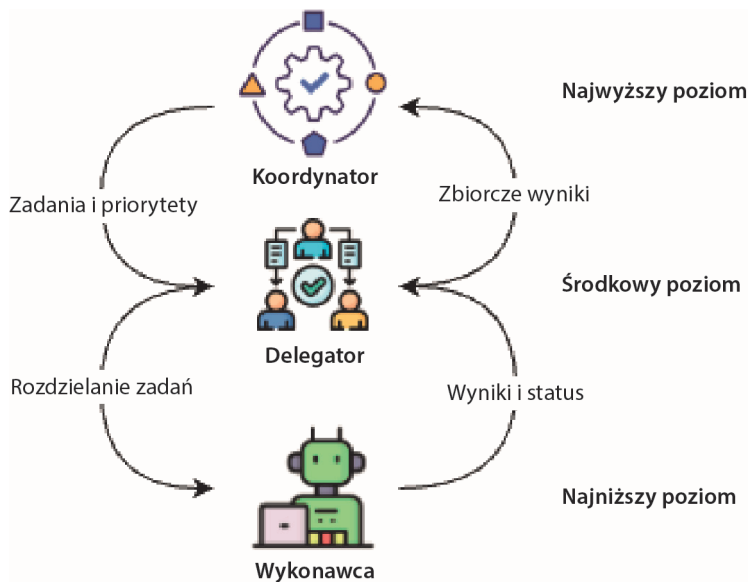 Najwyższy poziom
Koordynator
Zadania i priorytety
Zbiorcze wyniki
Środkowy poziom
Delegator
Rozdzielanie zadań
Wyniki i status
Najniższy poziom
Wykonawca